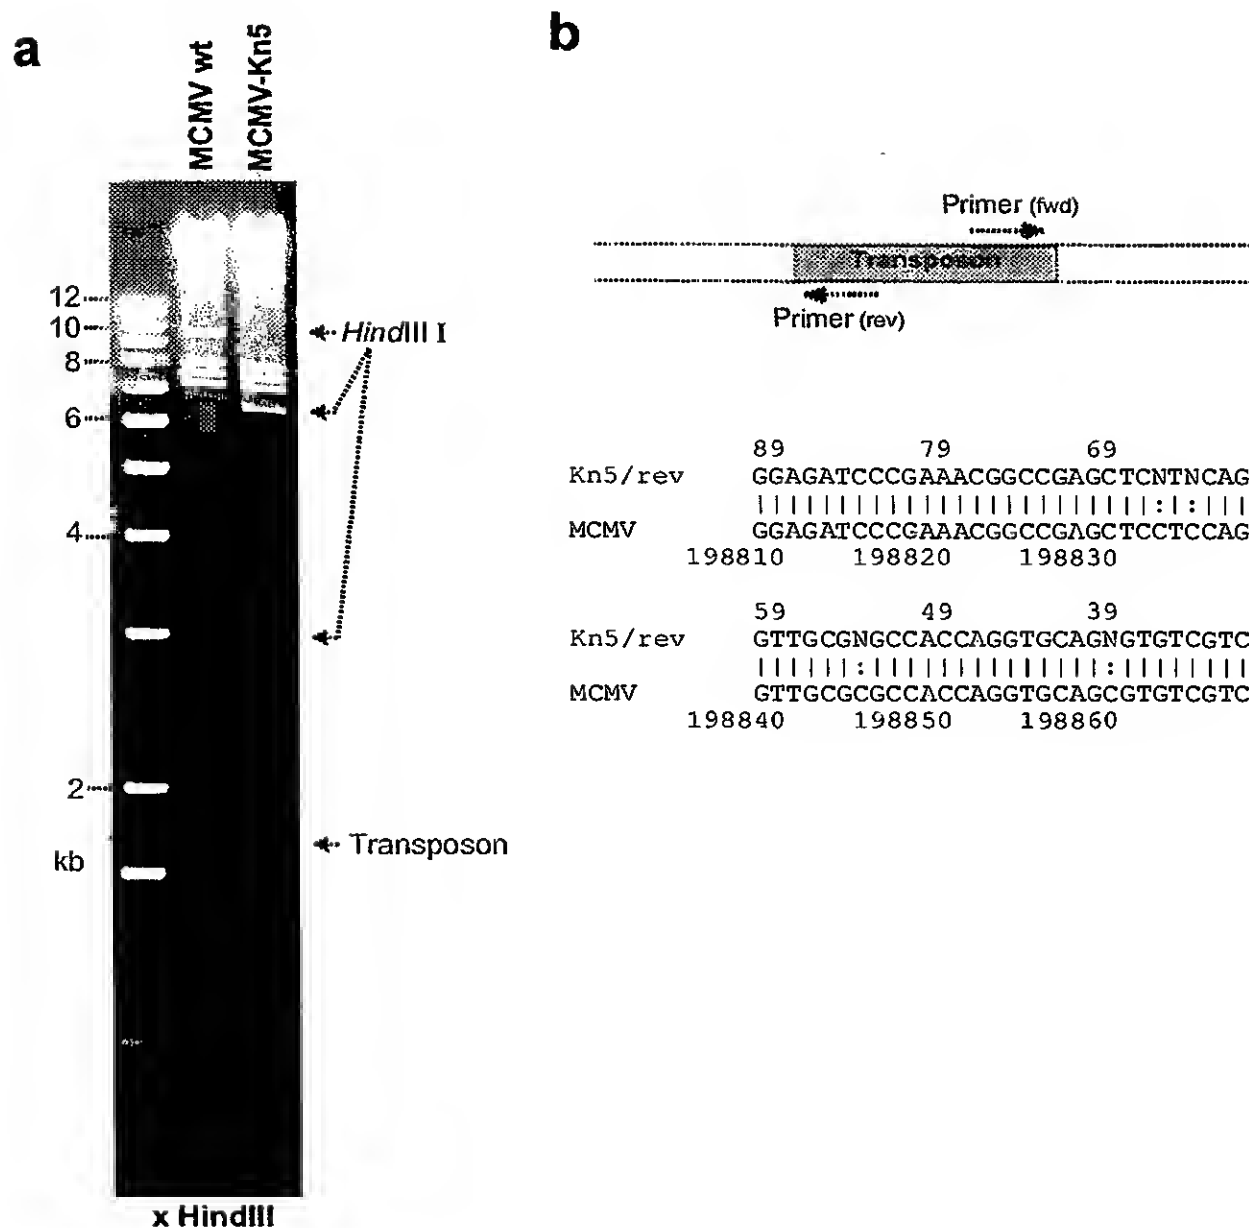 a
MCMV wt
MCMV-Kn5
12
10
8
6
4
2
kb
HindIII I
Transposon
x HindIII
b
Primer (fwd)
Transposon
Primer (rev)
89 79 69
Kn5/rev GGAGATCCCGAAACGGCCGAGCTCNTNCAG
||||||||||||||||||||||||:|:|||
MCMV GGAGATCCCGAAACGGCCGAGCTCCTCCAG
198810 198820 198830
59 49 39
Kn5/rev GTTGCGNGCCACCAGGTGCAGNGTGTCGTC
||||||:||||||||||||||:||||||||
MCMV GTTGCGCGCCACCAGGTGCAGCGTGTCGTC
198840 198850 198860